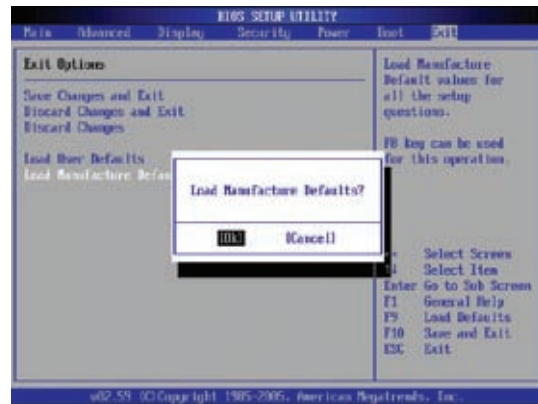 BIOS SETUP UTILITY
Main Advanced Display Security Power Boot Exit
Exit Options
Save Changes and Exit
Discard Changes and Exit
Discard Changes
Load User Defaults
Load Manufacture Defau
Load Manufacture Defaults?
[Ok] [Cancel]
Load Manufacture
Default values for
all the setup
questions.
F8 key can be used
for this operation.
Select Screen
Select Item
Enter Go to Sub Screen
F1 General Help
F9 Load Defaults
F10 Save and Exit
ESC Exit
v02.59 (C)Copyright 1985-2005, American Megatrends, Inc.